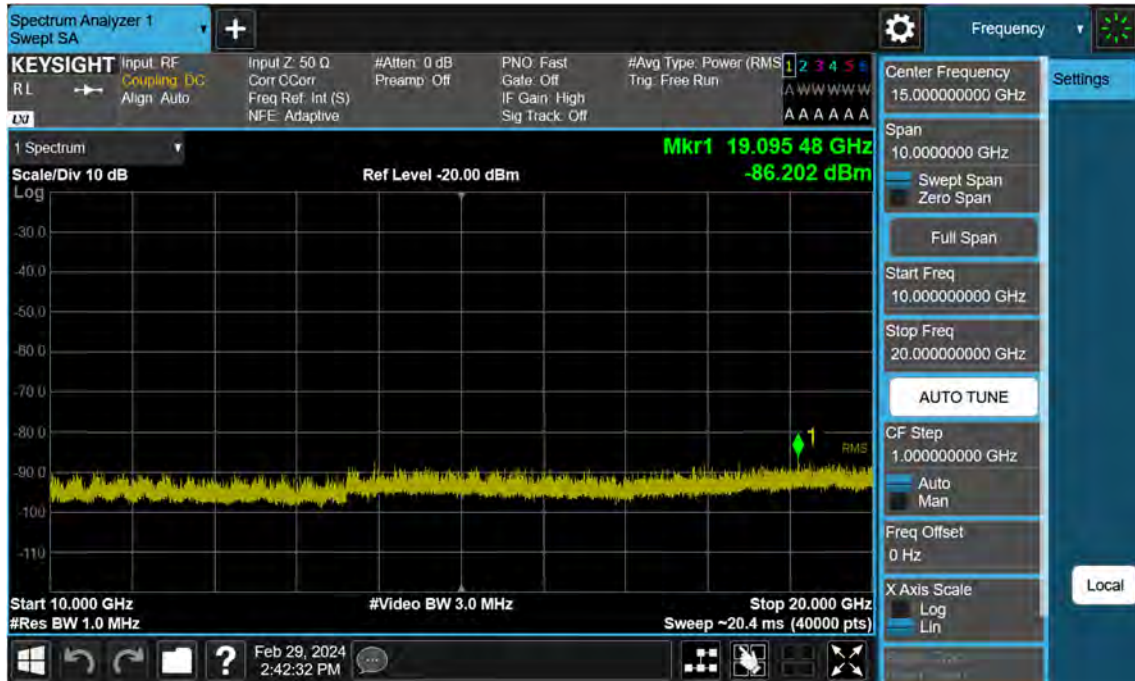 Spectrum Analyzer 1
Swept SA
Frequency
KEYSIGHT
RL
LXI
Input: RF
Coupling: DC
Align: Auto
Input Z: 50 Ω
Corr CCorr
Freq Ref: Int (S)
NFE: Adaptive
#Atten: 0 dB
Preamp: Off
PNO: Fast
Gate: Off
IF Gain: High
Sig Track: Off
#Avg Type: Power (RMS
Trig: Free Run
1 2 3 4 5 6
A W W W W W
A A A A A A
1 Spectrum
Mkr1 19.095 48 GHz
-86.202 dBm
Scale/Div 10 dB
Ref Level -20.00 dBm
Log
-30.0
-40.0
-50.0
-60.0
-70.0
-80.0
-90.0
-100
-110
1
RMS
Start 10.000 GHz
#Video BW 3.0 MHz
Stop 20.000 GHz
#Res BW 1.0 MHz
Sweep ~20.4 ms (40000 pts)
Center Frequency
15.000000000 GHz
Settings
Span
10.0000000 GHz
Swept Span
Zero Span
Full Span
Start Freq
10.000000000 GHz
Stop Freq
20.000000000 GHz
AUTO TUNE
CF Step
1.000000000 GHz
Auto
Man
Freq Offset
0 Hz
X Axis Scale
Log
Lin
Local
?
Feb 29, 2024
2:42:32 PM